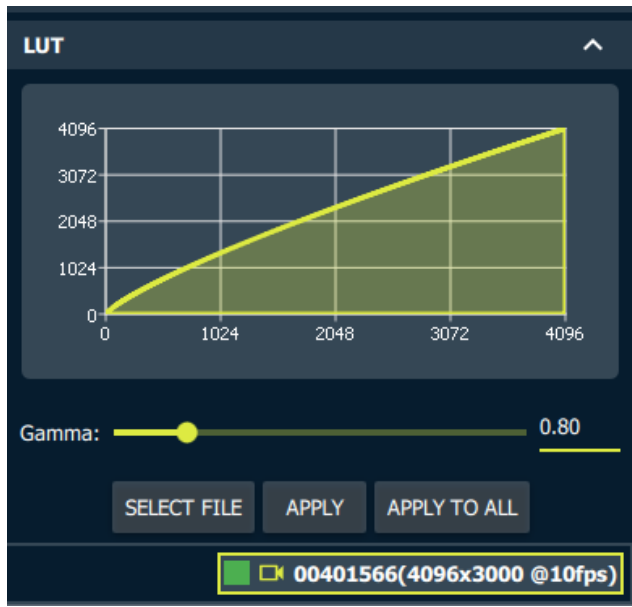 LUT
4096
3072
2048
1024
0
0 1024 2048 3072 4096
Gamma: 0.80
SELECT FILE APPLY APPLY TO ALL
00401566(4096x3000 @10fps)